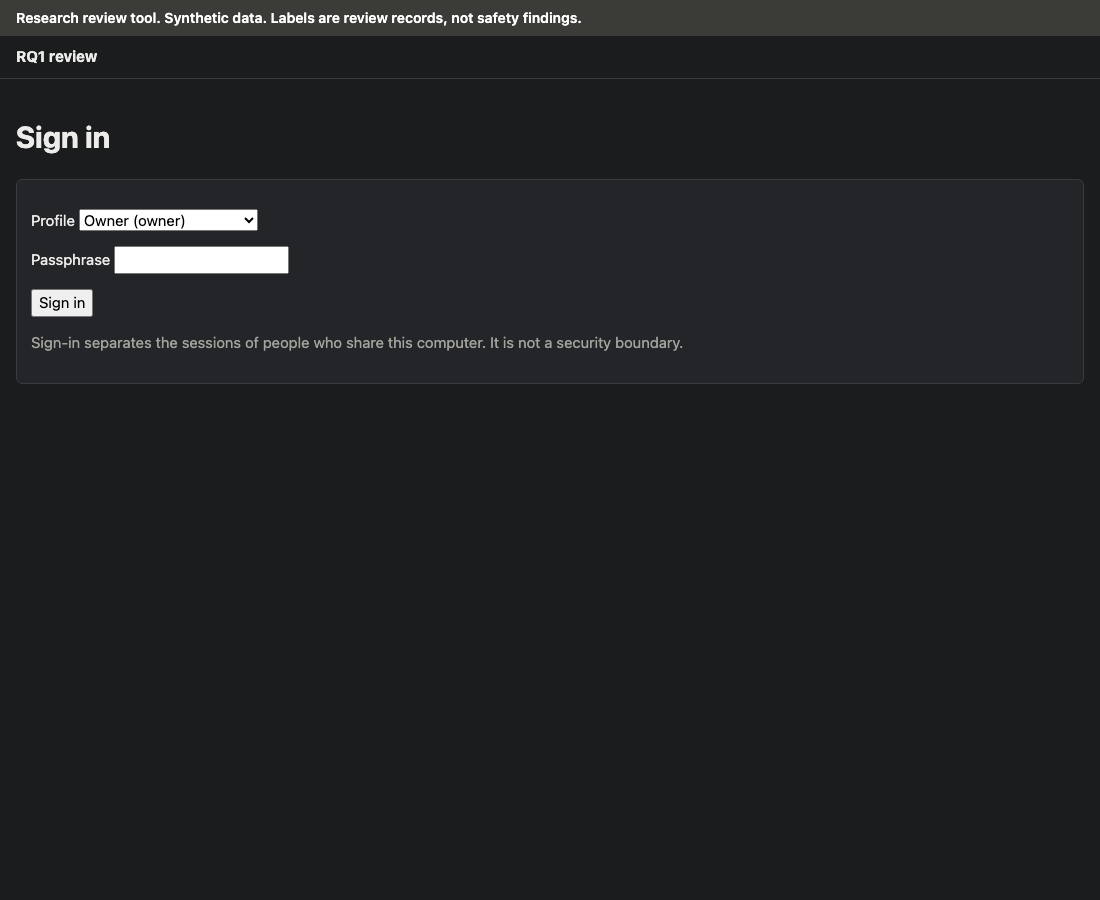 Research review tool. Synthetic data. Labels are review records, not safety findings.
RQ1 review
Sign in
Profile Owner (owner)
Passphrase
Sign in
Sign-in separates the sessions of people who share this computer. It is not a security boundary.